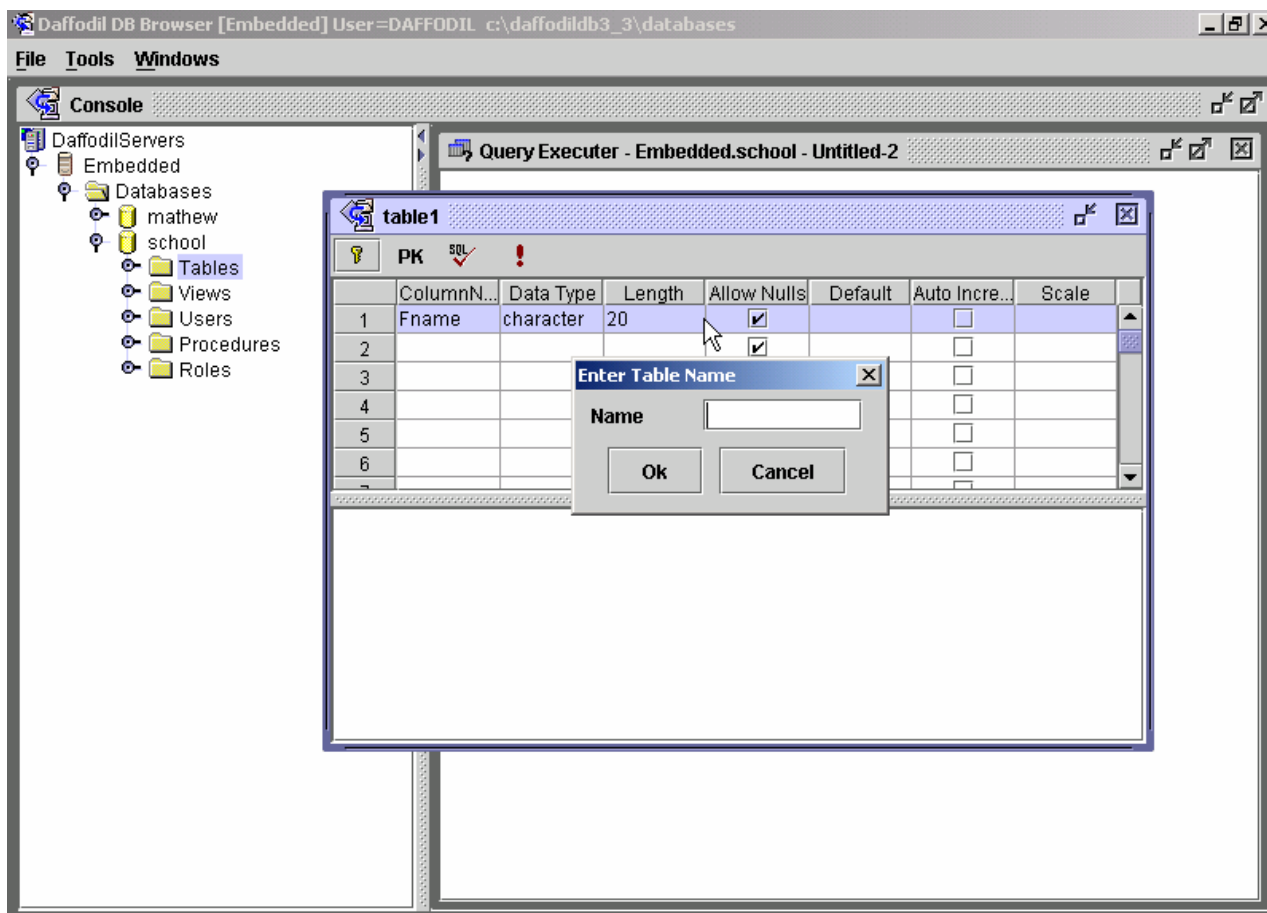 Daffodil DB Browser [Embedded] User=DAFFODIL c:\daffodildb3_3\databases
File Tools Windows
Console
DaffodilServers
Embedded
Databases
mathew
school
Tables
Views
Users
Procedures
Roles
Query Executer - Embedded.school - Untitled-2
table1
PK SQL
ColumnN... Data Type Length Allow Nulls Default Auto Incre... Scale
1 Fname character 20
2
3
4
5
6
Enter Table Name
Name
Ok Cancel